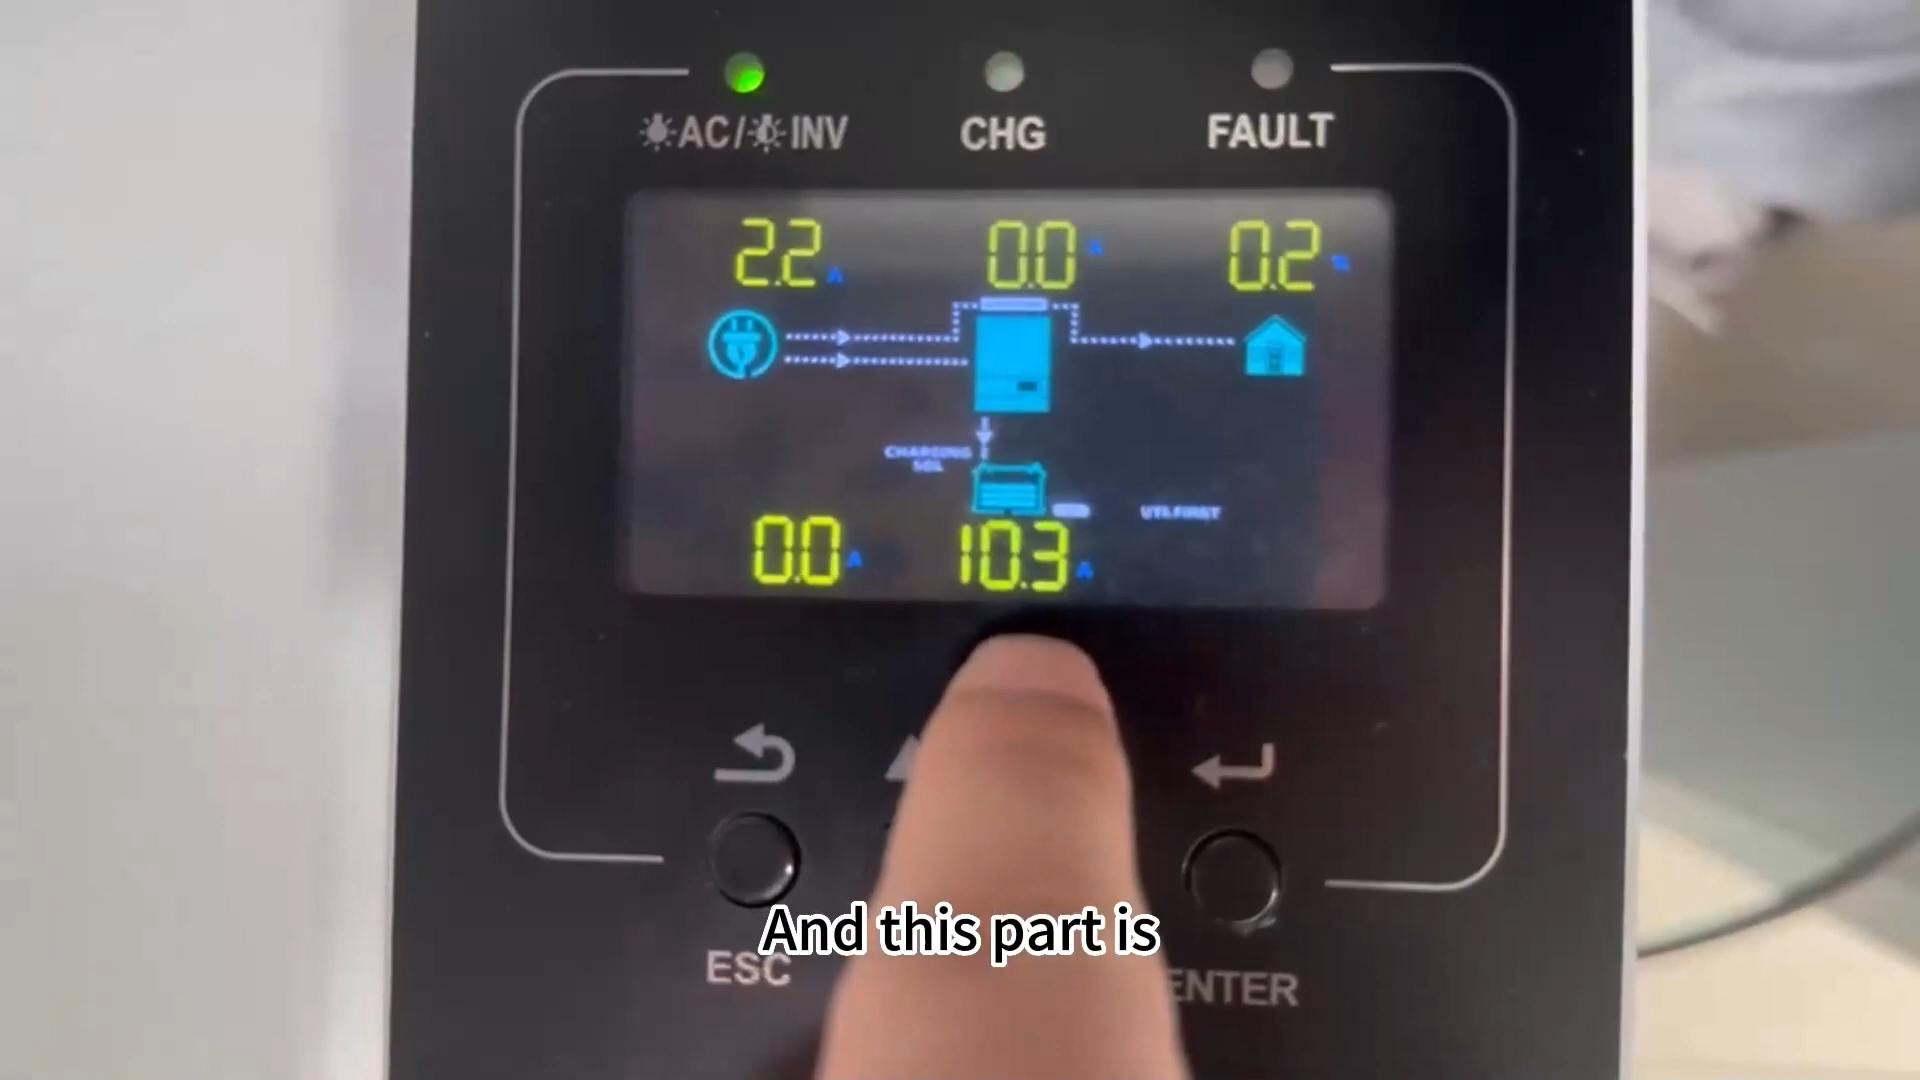 AC/ INV
CHG
FAULT
2.2 A
0.0 A
0.2
CHARGING
UTI.FIRST
0.0 A
10.3 A
And this part is
ESC
ENTER